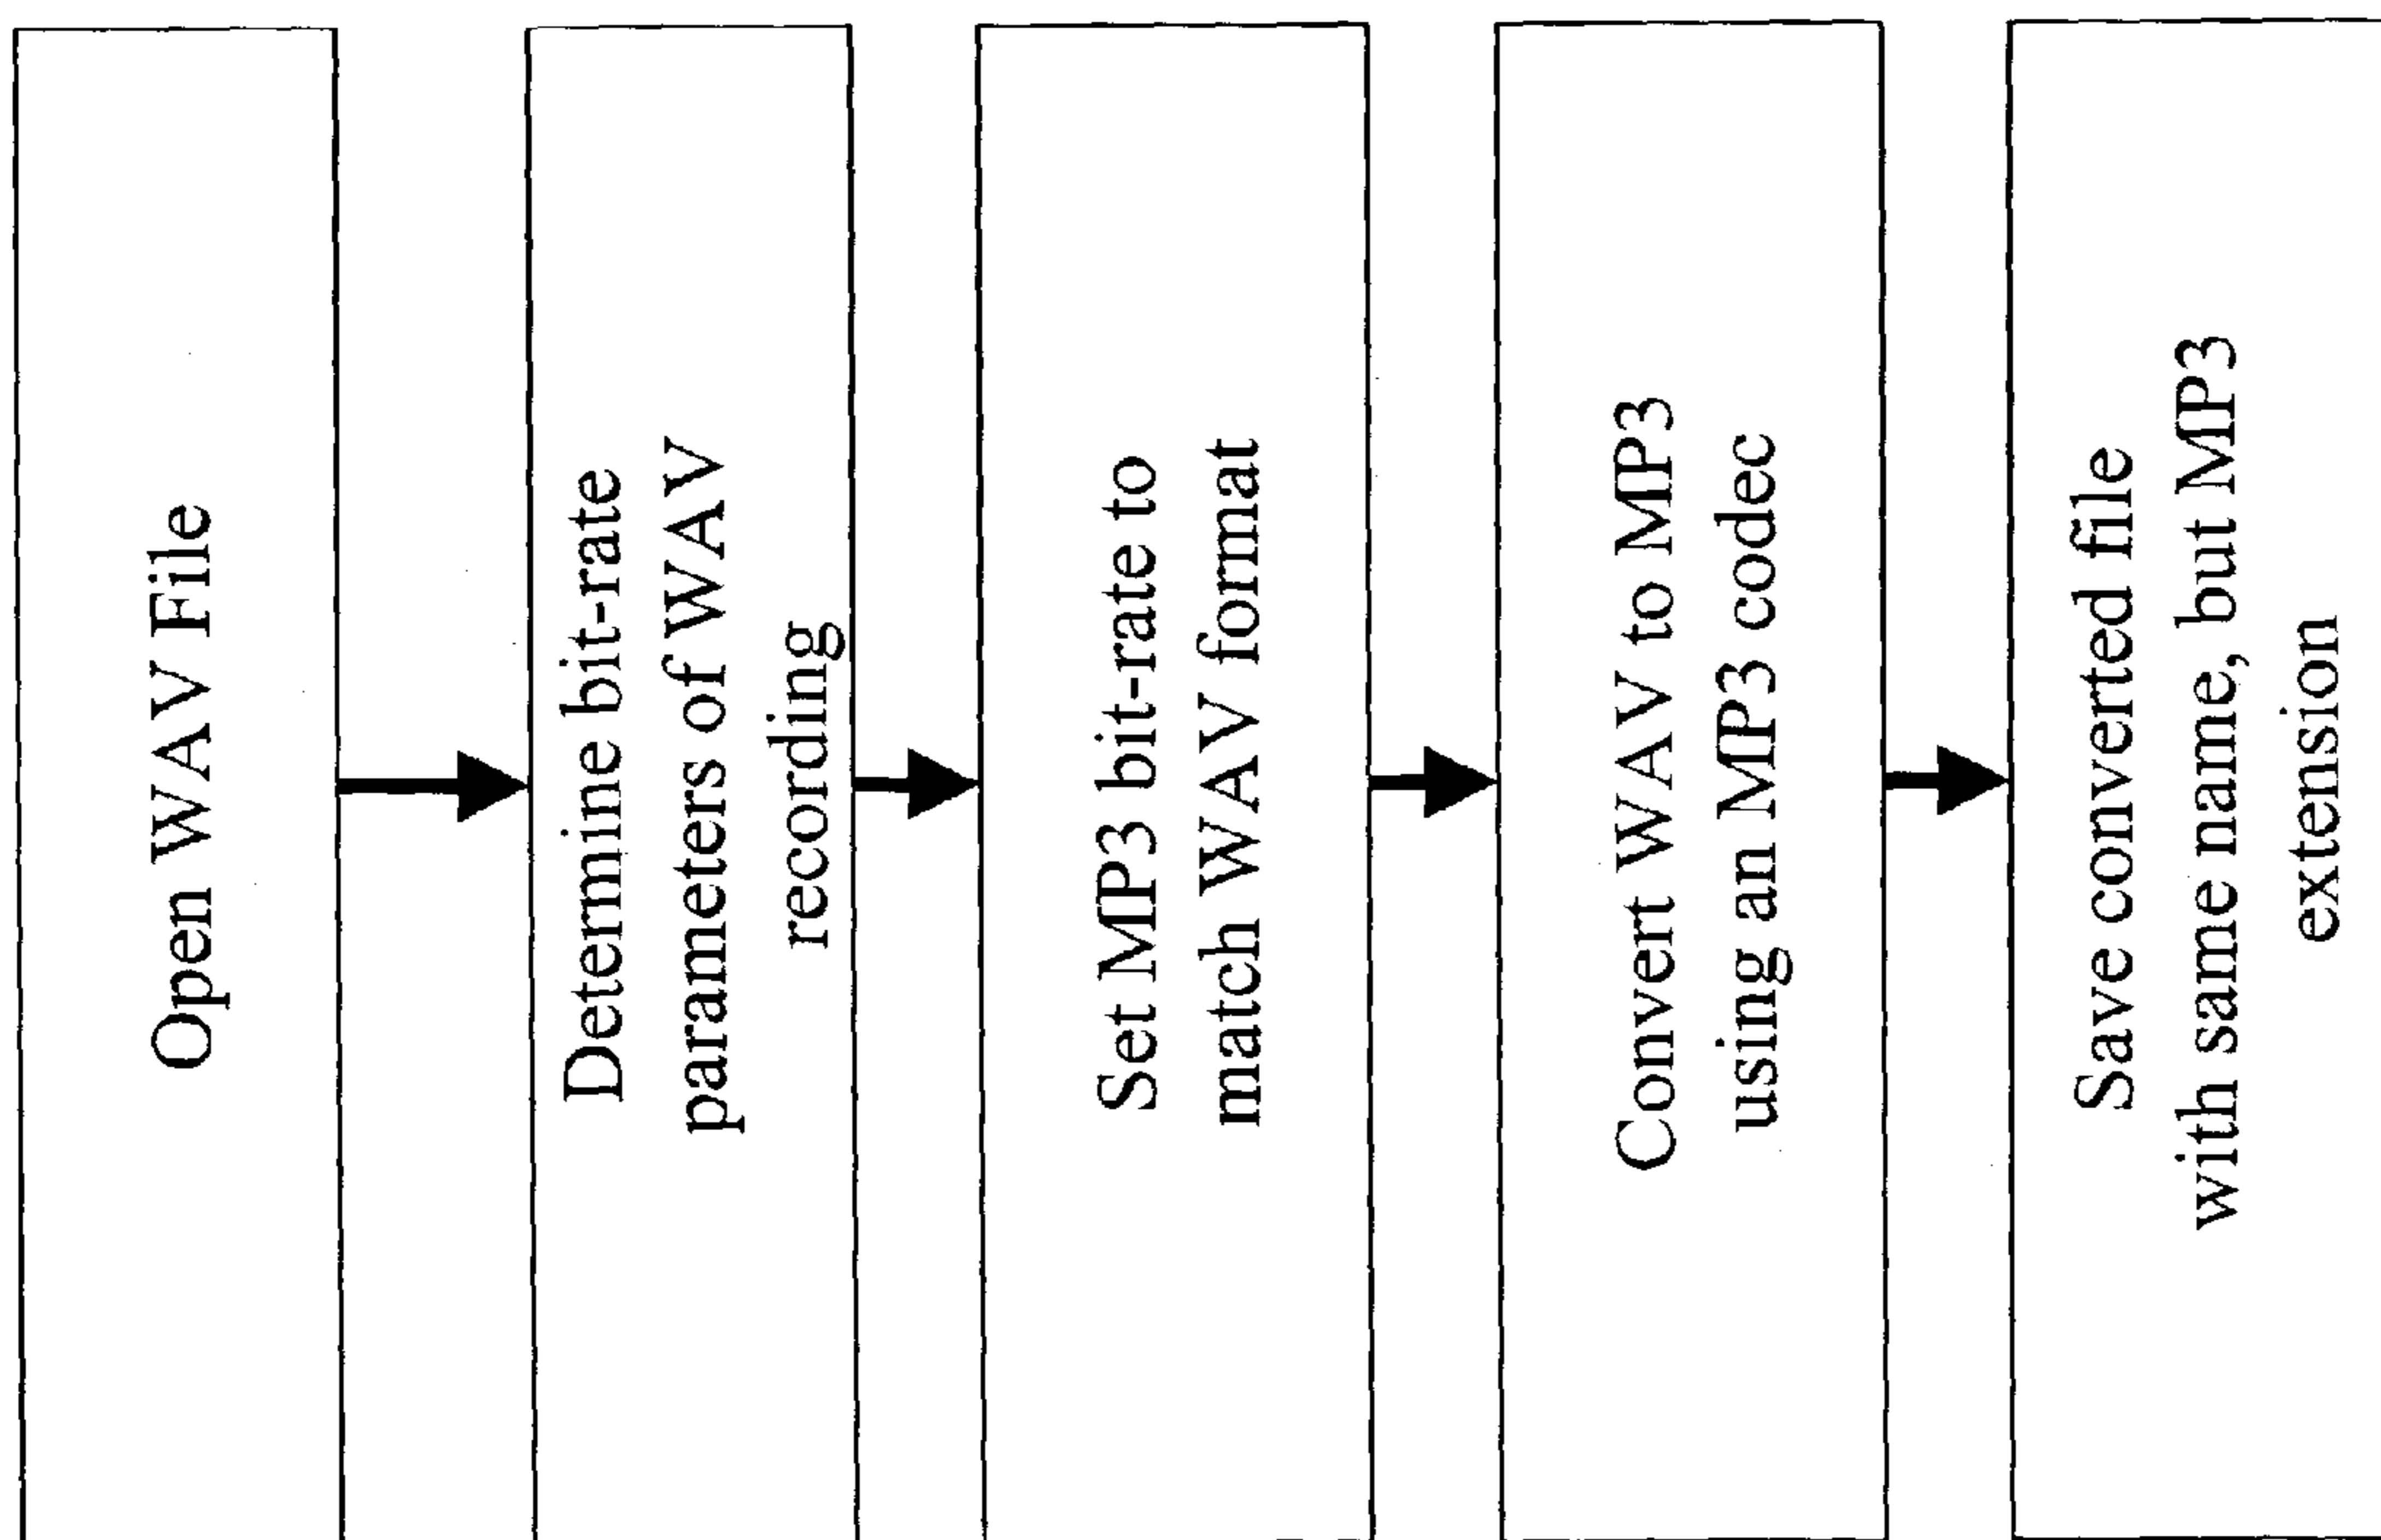 Open WAV File
Determine bit-rate
parameters of WAV
recording
Set MP3 bit-rate to
match WAV format
Convert WAV to MP3
using an MP3 codec
Save converted file
with same name, but MP3
extension